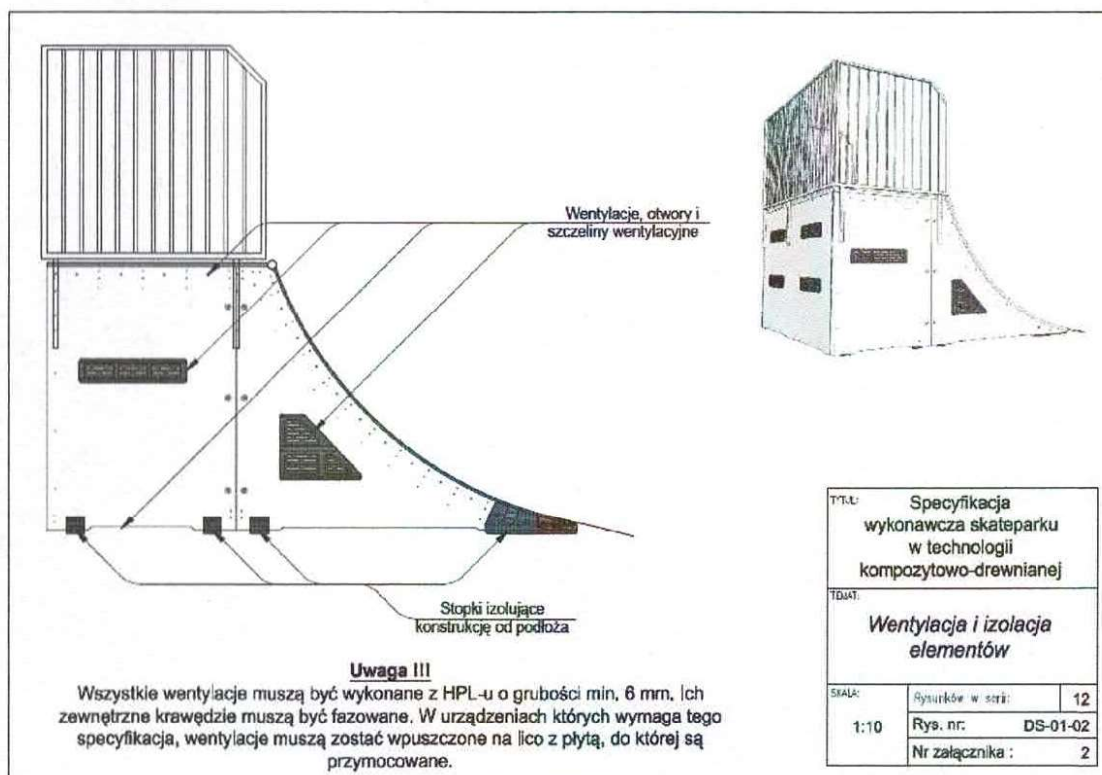 Wentylacje, otwory i
szczeliny wentylacyjne
Stopki izolujące
konstrukcję od podłoża
Uwaga !!!
Wszystkie wentylacje muszą być wykonane z HPL-u o grubości min. 6 mm. Ich
zewnętrzne krawędzie muszą być fazowane. W urządzeniach których wymaga tego
specyfikacja, wentylacje muszą zostać wpuszczone na lico z płytą, do której są
przymocowane.
TYTUŁ:
Specyfikacja
wykonawcza skateparku
w technologii
kompozytowo-drewnianej
TEMAT:
Wentylacja i izolacja
elementów
SKALA:
1:10
Rysunków w serii: 12
Rys. nr: DS-01-02
Nr załącznika : 2